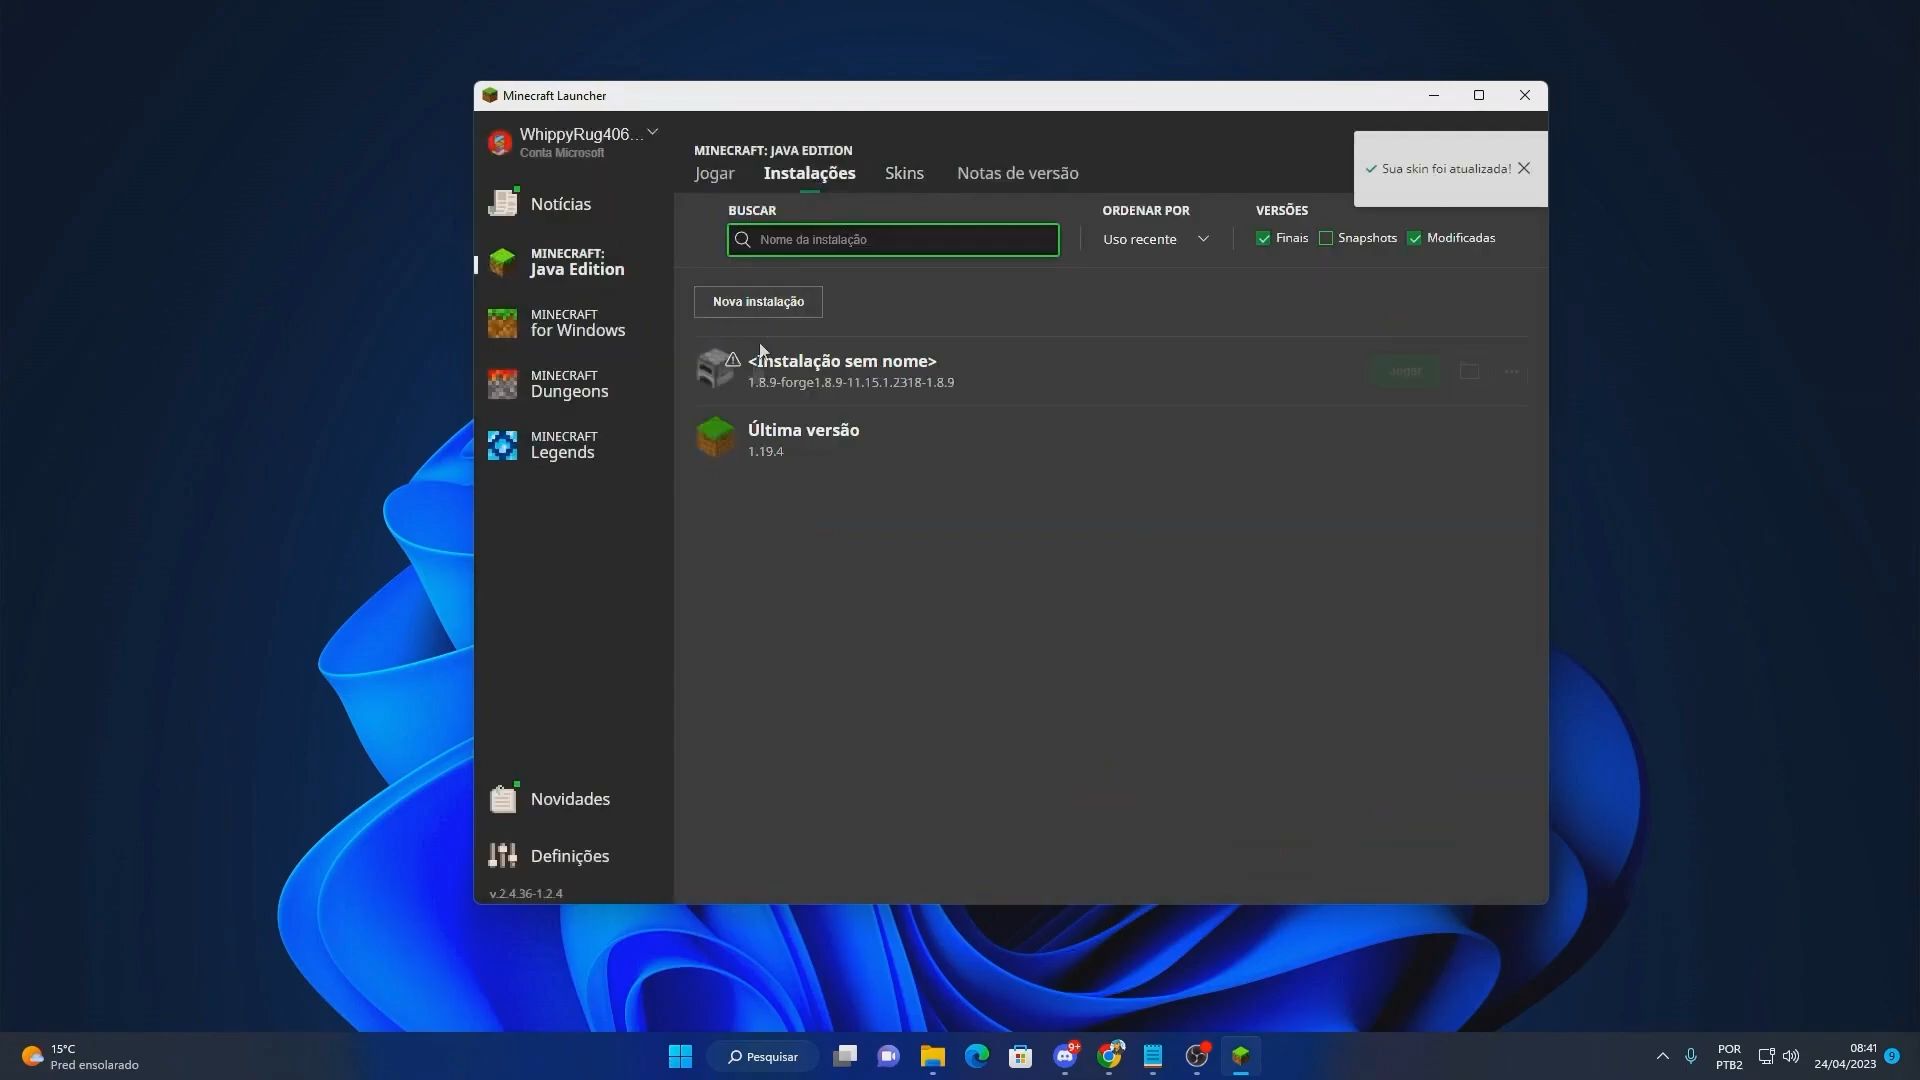 Minecraft Launcher
WhippyRug406...
Conta Microsoft
Notícias
MINECRAFT:
Java Edition
MINECRAFT
for Windows
MINECRAFT
Dungeons
MINECRAFT
Legends
Novidades
Definições
v.2.4.36-1.2.4
MINECRAFT: JAVA EDITION
Jogar Instalações Skins Notas de versão
Sua skin foi atualizada!
BUSCAR ORDENAR POR VERSÕES
Nome da instalação Uso recente Finais Snapshots Modificadas
Nova instalação
<Instalação sem nome>
1.8.9-forge1.8.9-11.15.1.2318-1.8.9
Jogar
Última versão
1.19.4
15°C
Pred ensolarado
Pesquisar
9+
POR
PTB2
08:41
24/04/2023
9